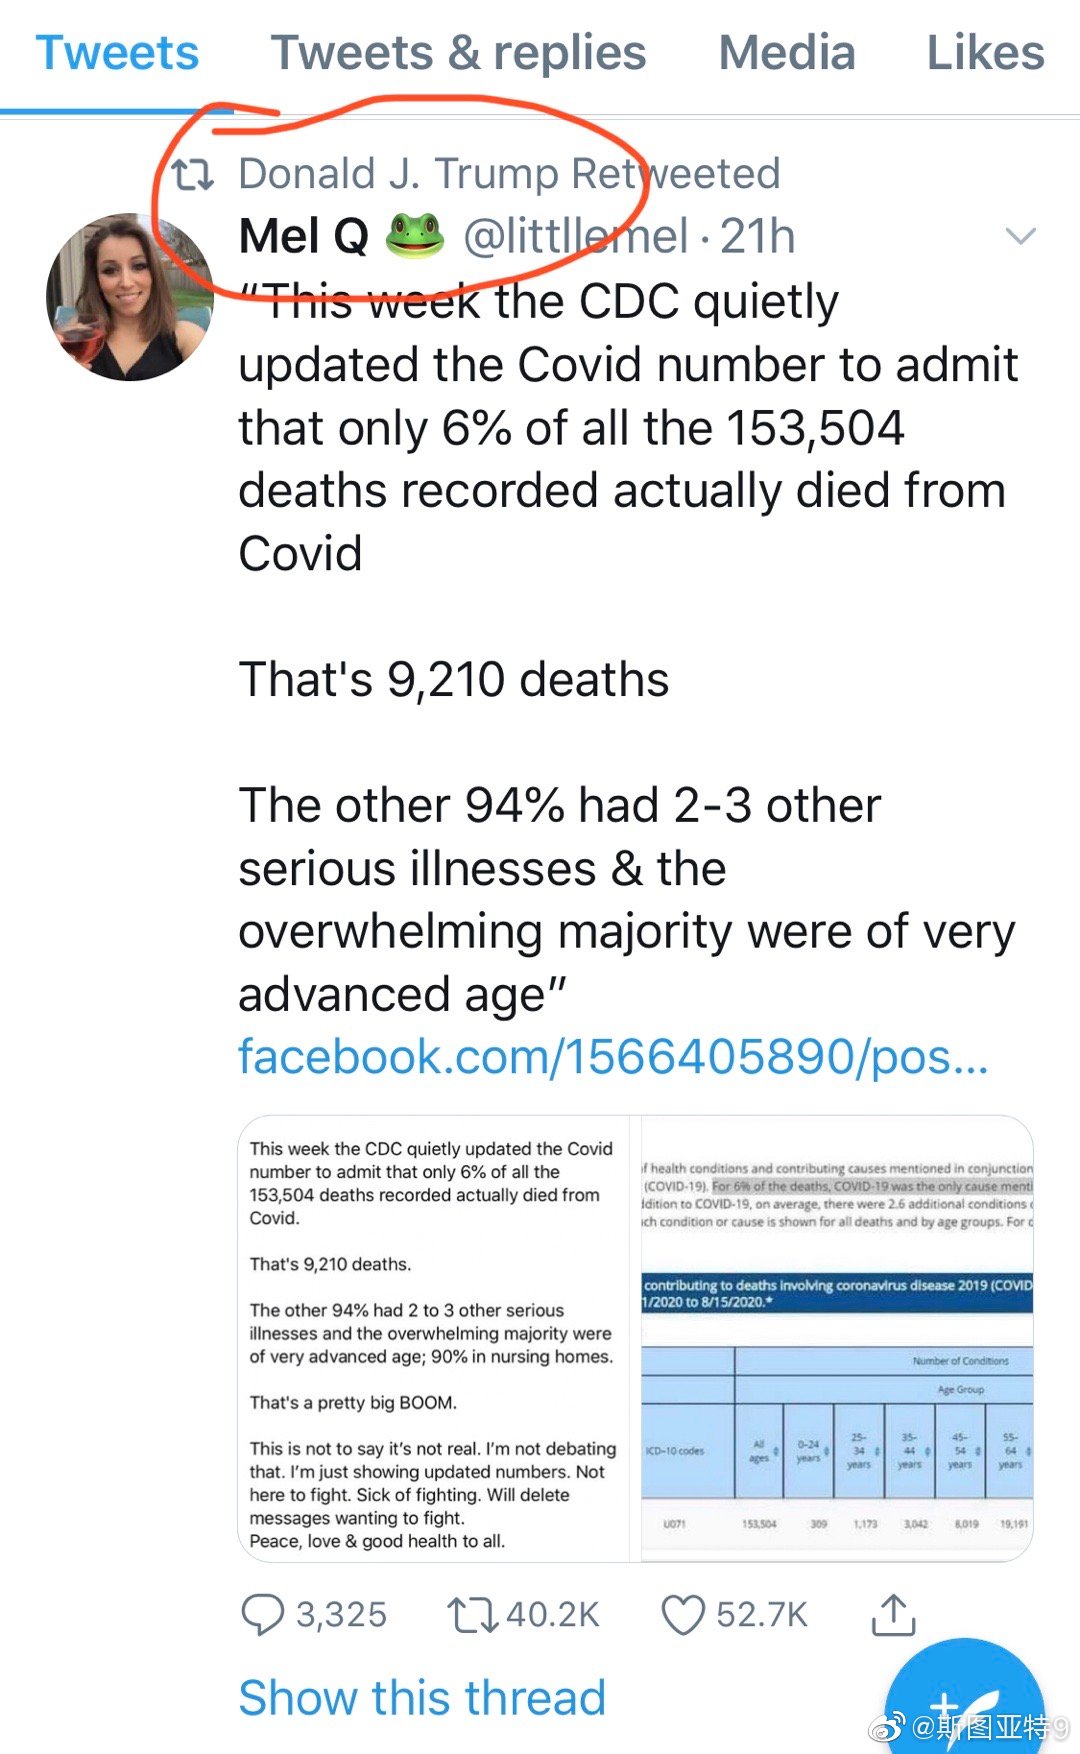 Tweets Tweets & replies Media Likes
Donald J. Trump Retweeted
Mel Q 🐸 @littllemel · 21h
“This week the CDC quietly
updated the Covid number to admit
that only 6% of all the 153,504
deaths recorded actually died from
Covid
That's 9,210 deaths
The other 94% had 2-3 other
serious illnesses & the
overwhelming majority were of very
advanced age”
facebook.com/1566405890/pos...
This week the CDC quietly updated the Covid
number to admit that only 6% of all the
153,504 deaths recorded actually died from
Covid.
That's 9,210 deaths.
The other 94% had 2 to 3 other serious
illnesses and the overwhelming majority were
of very advanced age; 90% in nursing homes.
That's a pretty big BOOM.
This is not to say it's not real. I'm not debating
that. I'm just showing updated numbers. Not
here to fight. Sick of fighting. Will delete
messages wanting to fight.
Peace, love & good health to all.
of health conditions and contributing causes mentioned in conjunction
(COVID-19). For 6% of the deaths, COVID-19 was the only cause menti
ddition to COVID-19, on average, there were 2.6 additional conditions
ch condition or cause is shown for all deaths and by age groups. For
contributing to deaths involving coronavirus disease 2019 (COVID
1/2020 to 8/15/2020.*
Number of Conditions
Age Group
ICD-10 codes
All ages
0-24 years
25-34 years
35-44 years
45-54 years
55-64 years
U071 153,504 309 1,173 3,042 8,019 19,191
3,325 40.2K 52.7K
Show this thread
@斯图亚特9